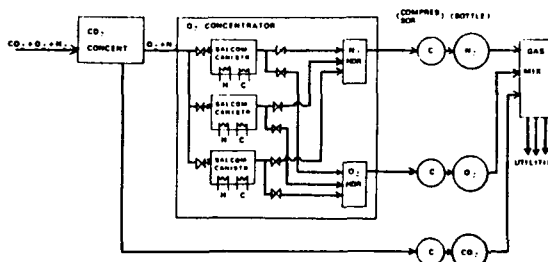 CO₂+O₂+N₂
CO₂
CONCENT
O₂+N₂
O₂ CONCENTRATOR
SALCOM
CANISTR
H C
SALCOM
CANISTR
H C
SALCOM
CANISTR
H C
N₂
HDR
O₂
HDR
(COMPRES
SOR
) (BOTTLE)
C
N₂
C
O₂
C
CO₂
GAS
MIX